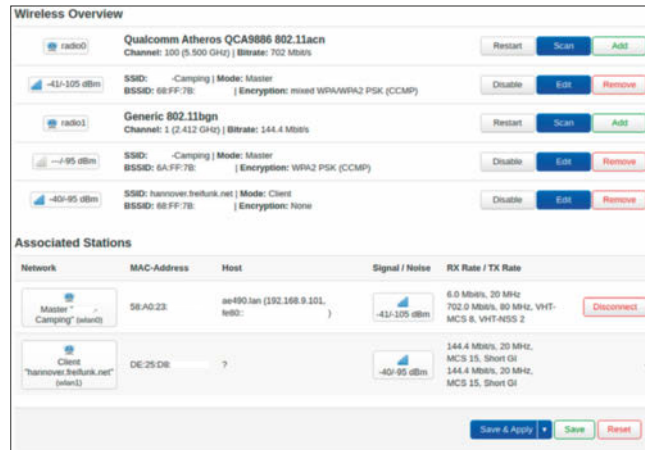 Wireless Overview
radio0
Qualcomm Atheros QCA9886 802.11acn
Channel: 100 (5.500 GHz) | Bitrate: 702 Mbit/s
Restart Scan Add
-41/-105 dBm
SSID: -Camping | Mode: Master
BSSID: 68:FF:7B: | Encryption: mixed WPA/WPA2 PSK (CCMP)
Disable Edit Remove
radio1
Generic 802.11bgn
Channel: 1 (2.412 GHz) | Bitrate: 144.4 Mbit/s
Restart Scan Add
---/-95 dBm
SSID: -Camping | Mode: Master
BSSID: 6A:FF:7B: | Encryption: WPA2 PSK (CCMP)
Disable Edit Remove
-40/-95 dBm
SSID: hannover.freifunk.net | Mode: Client
BSSID: 68:FF:7B: | Encryption: None
Disable Edit Remove
Associated Stations
Network MAC-Address Host Signal / Noise RX Rate / TX Rate
Master "
Camping" (wlan0)
58:A0:23:
ae490.lan (192.168.9.101,
fe80:: )
-41/-105 dBm
6.0 Mbit/s, 20 MHz
702.0 Mbit/s, 80 MHz, VHT-
MCS 8, VHT-NSS 2
Disconnect
Client
"hannover.freifunk.net"
(wlan1)
DE:25:D8:
?
-40/-95 dBm
144.4 Mbit/s, 20 MHz,
MCS 15, Short GI
144.4 Mbit/s, 20 MHz,
MCS 15, Short GI
Save & Apply Save Reset